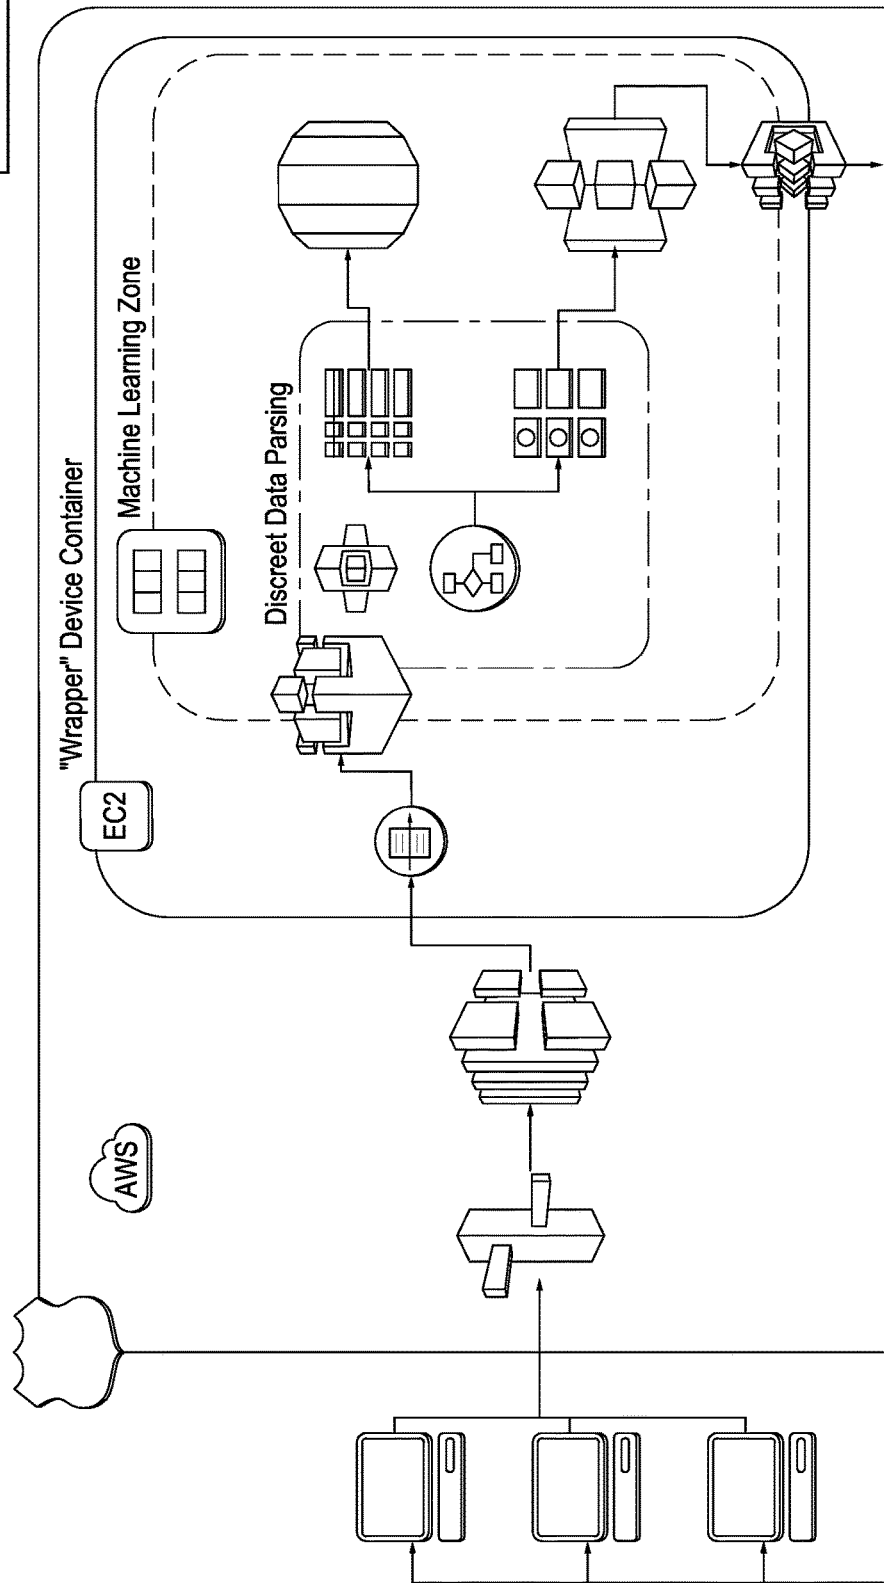 AWS
EC2
"Wrapper" Device Container
Machine Learning Zone
Discreet Data Parsing